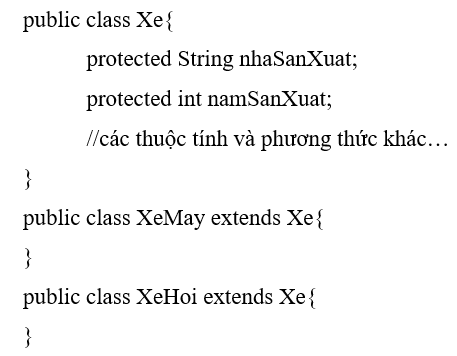 public class Xe{
protected String nhaSanXuat;
protected int namSanXuat;
//các thuộc tính và phương thức khác…
}
public class XeMay extends Xe{
}
public class XeHoi extends Xe{
}